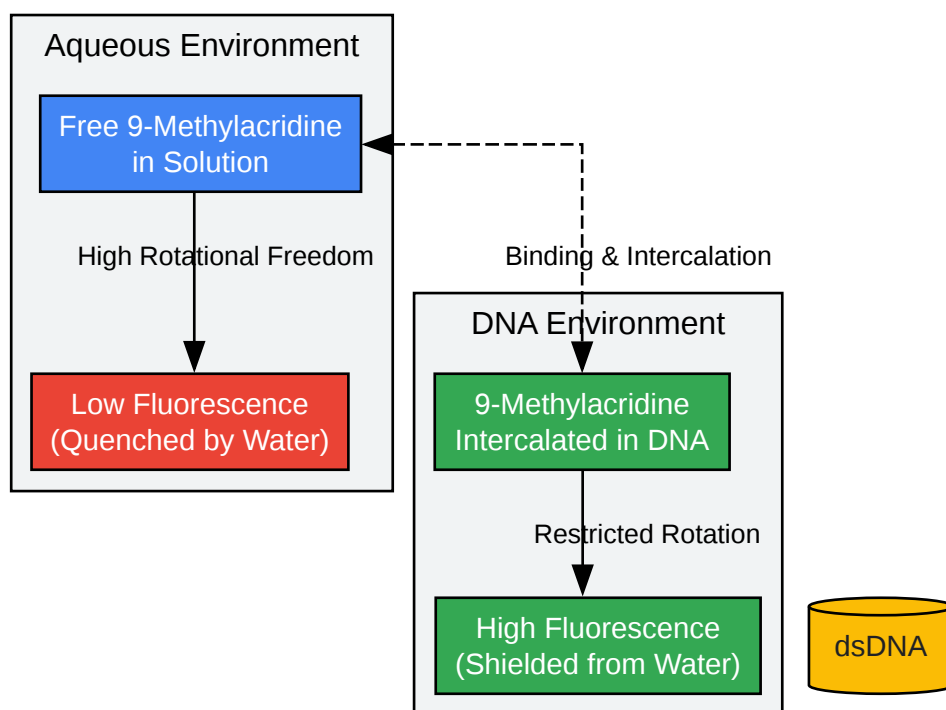 Aqueous Environment
Free 9-Methylacridine
in Solution
High Rotational Freedom
Low Fluorescence
(Quenched by Water)
Binding & Intercalation
DNA Environment
9-Methylacridine
Intercalated in DNA
Restricted Rotation
High Fluorescence
(Shielded from Water)
dsDNA